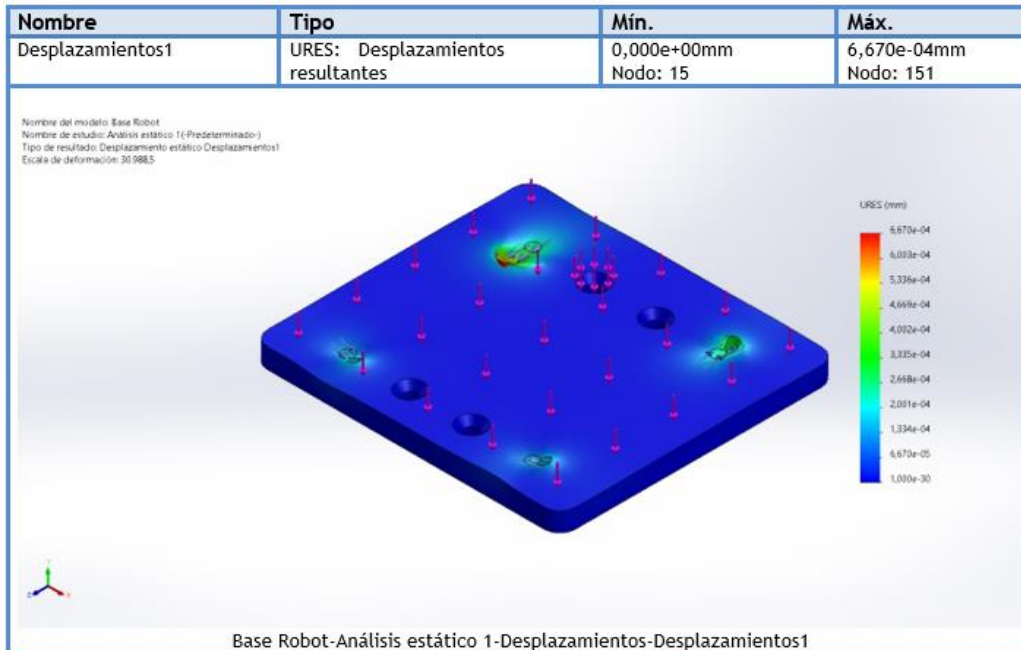 Nombre Tipo Mín. Máx.
Desplazamientos1 URES: Desplazamientos resultantes 0,000e+00mm Nodo: 15 6,670e-04mm Nodo: 151
Nombre del modelo: Base Robot
Nombre de estudio: Análisis estático 1(-Predeterminado-)
Tipo de resultado: Desplazamiento estático Desplazamientos1
Escala de deformación: 30.988,5
URES (mm)
6,670e-04
6,003e-04
5,336e-04
4,669e-04
4,002e-04
3,335e-04
2,668e-04
2,001e-04
1,334e-04
6,670e-05
1,000e-30
Base Robot-Análisis estático 1-Desplazamientos-Desplazamientos1